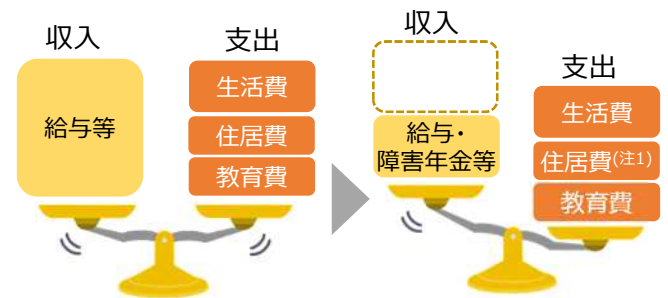 収入
支出
給与等
生活費
住居費
教育費
収入
支出
給与・
障害年金等
生活費
住居費(注1)
教育費